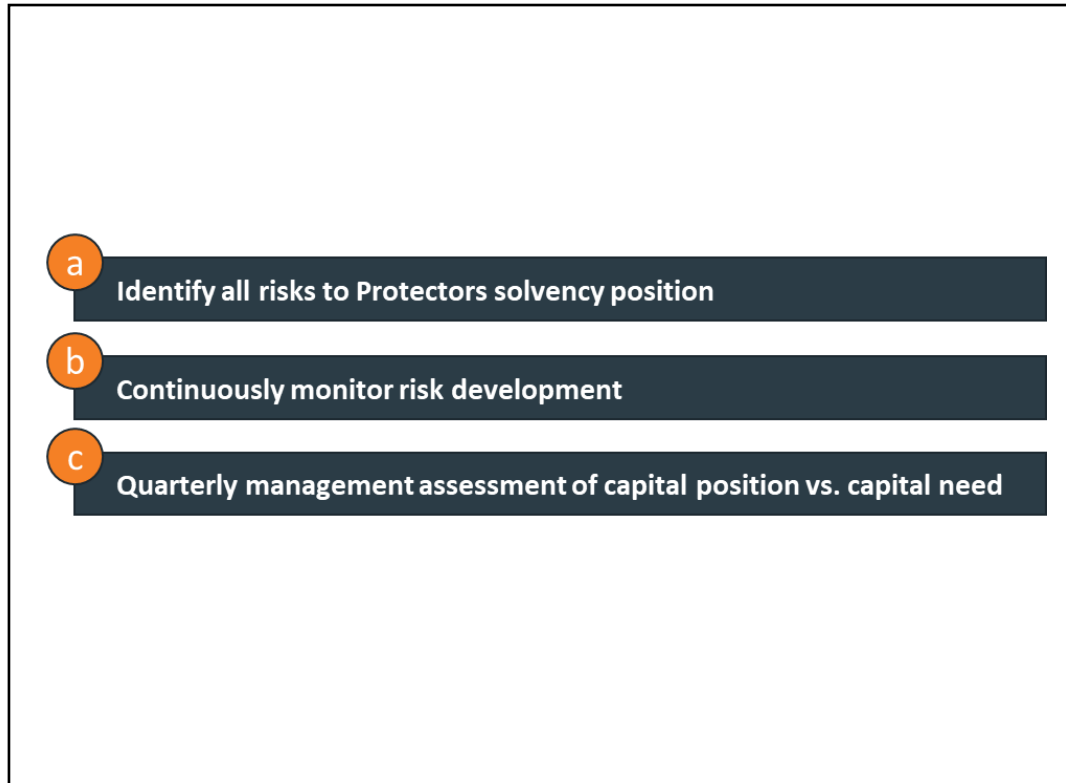 a
Identify all risks to Protectors solvency position
b
Continuously monitor risk development
c
Quarterly management assessment of capital position vs. capital need